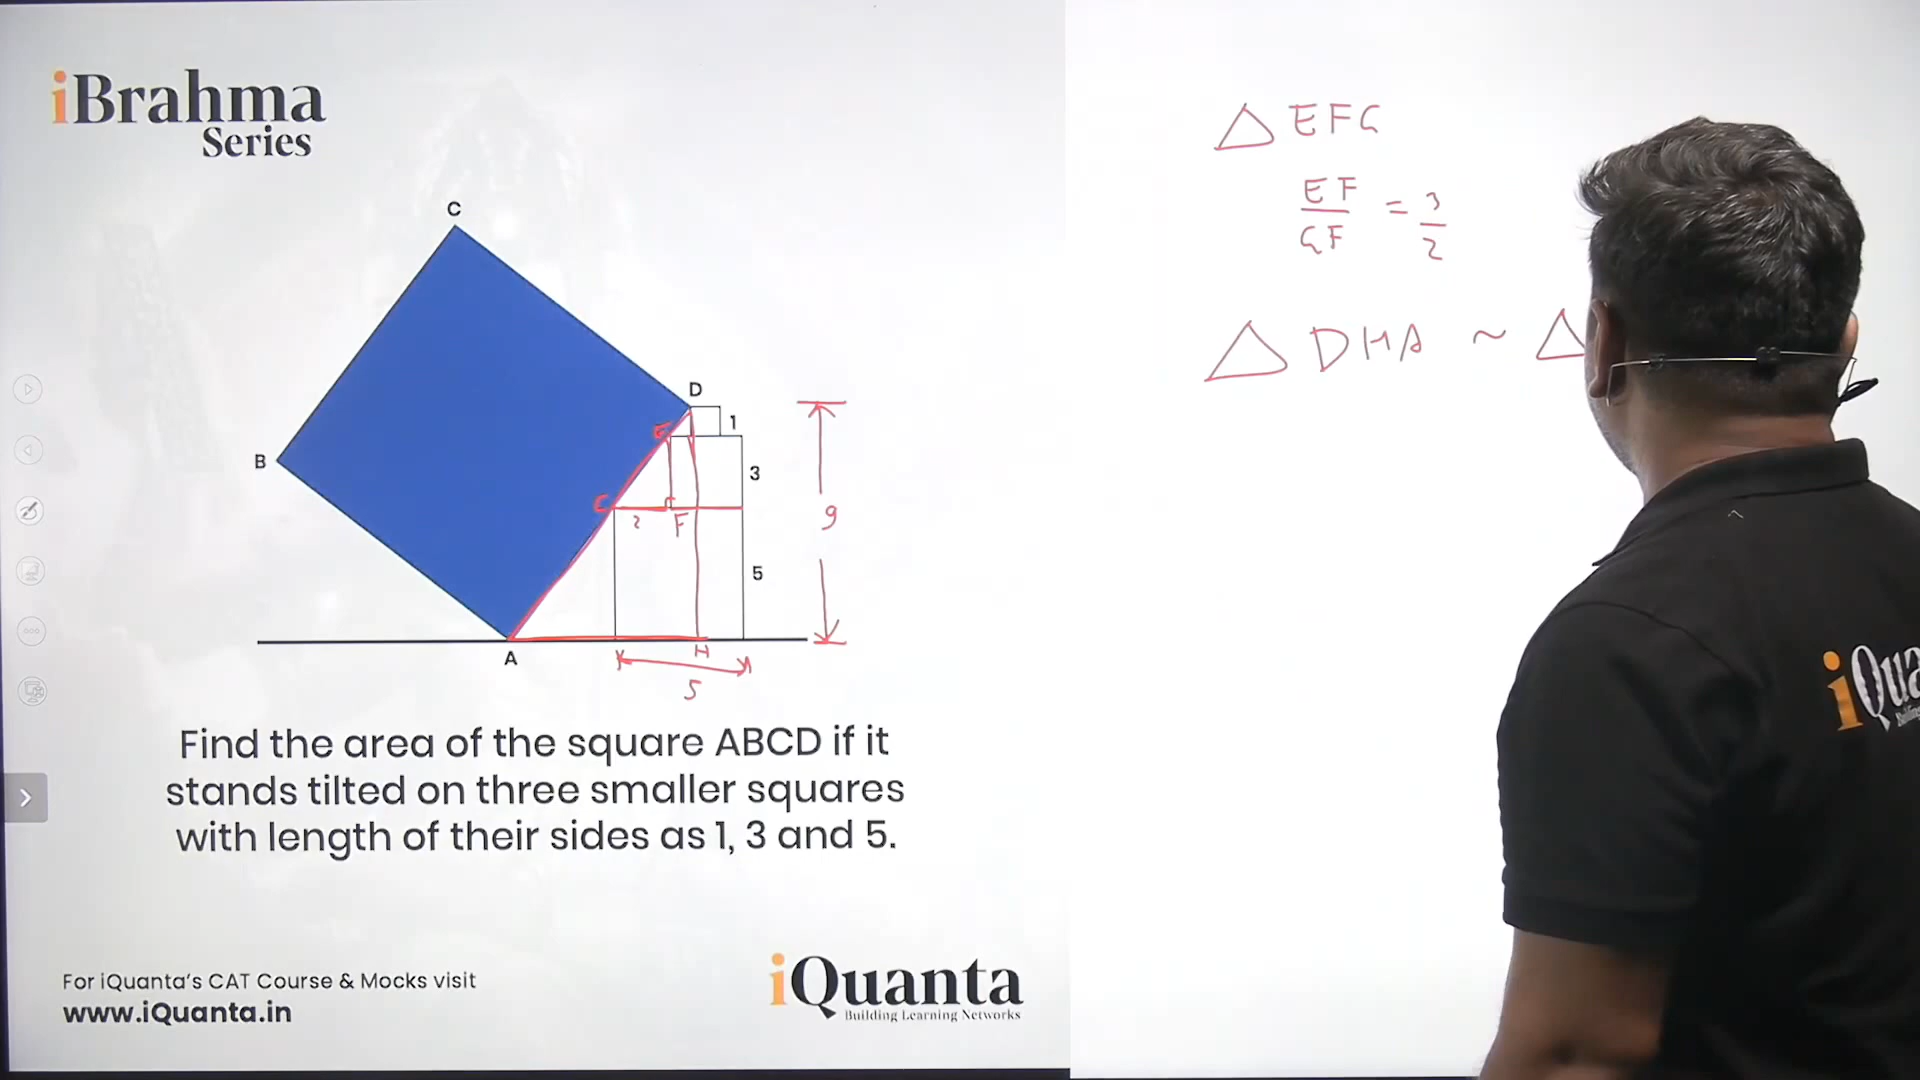 iBrahma
Series
C
D
1
B
E
3
G
2
F
9
5
A
H
5
Find the area of the square ABCD if it
stands tilted on three smaller squares
with length of their sides as 1, 3 and 5.
For iQuanta's CAT Course & Mocks visit
www.iQuanta.in
iQuanta
Building Learning Networks
△ EFG
EF
GF
= 3
2
△ DHA ~ △
iQua